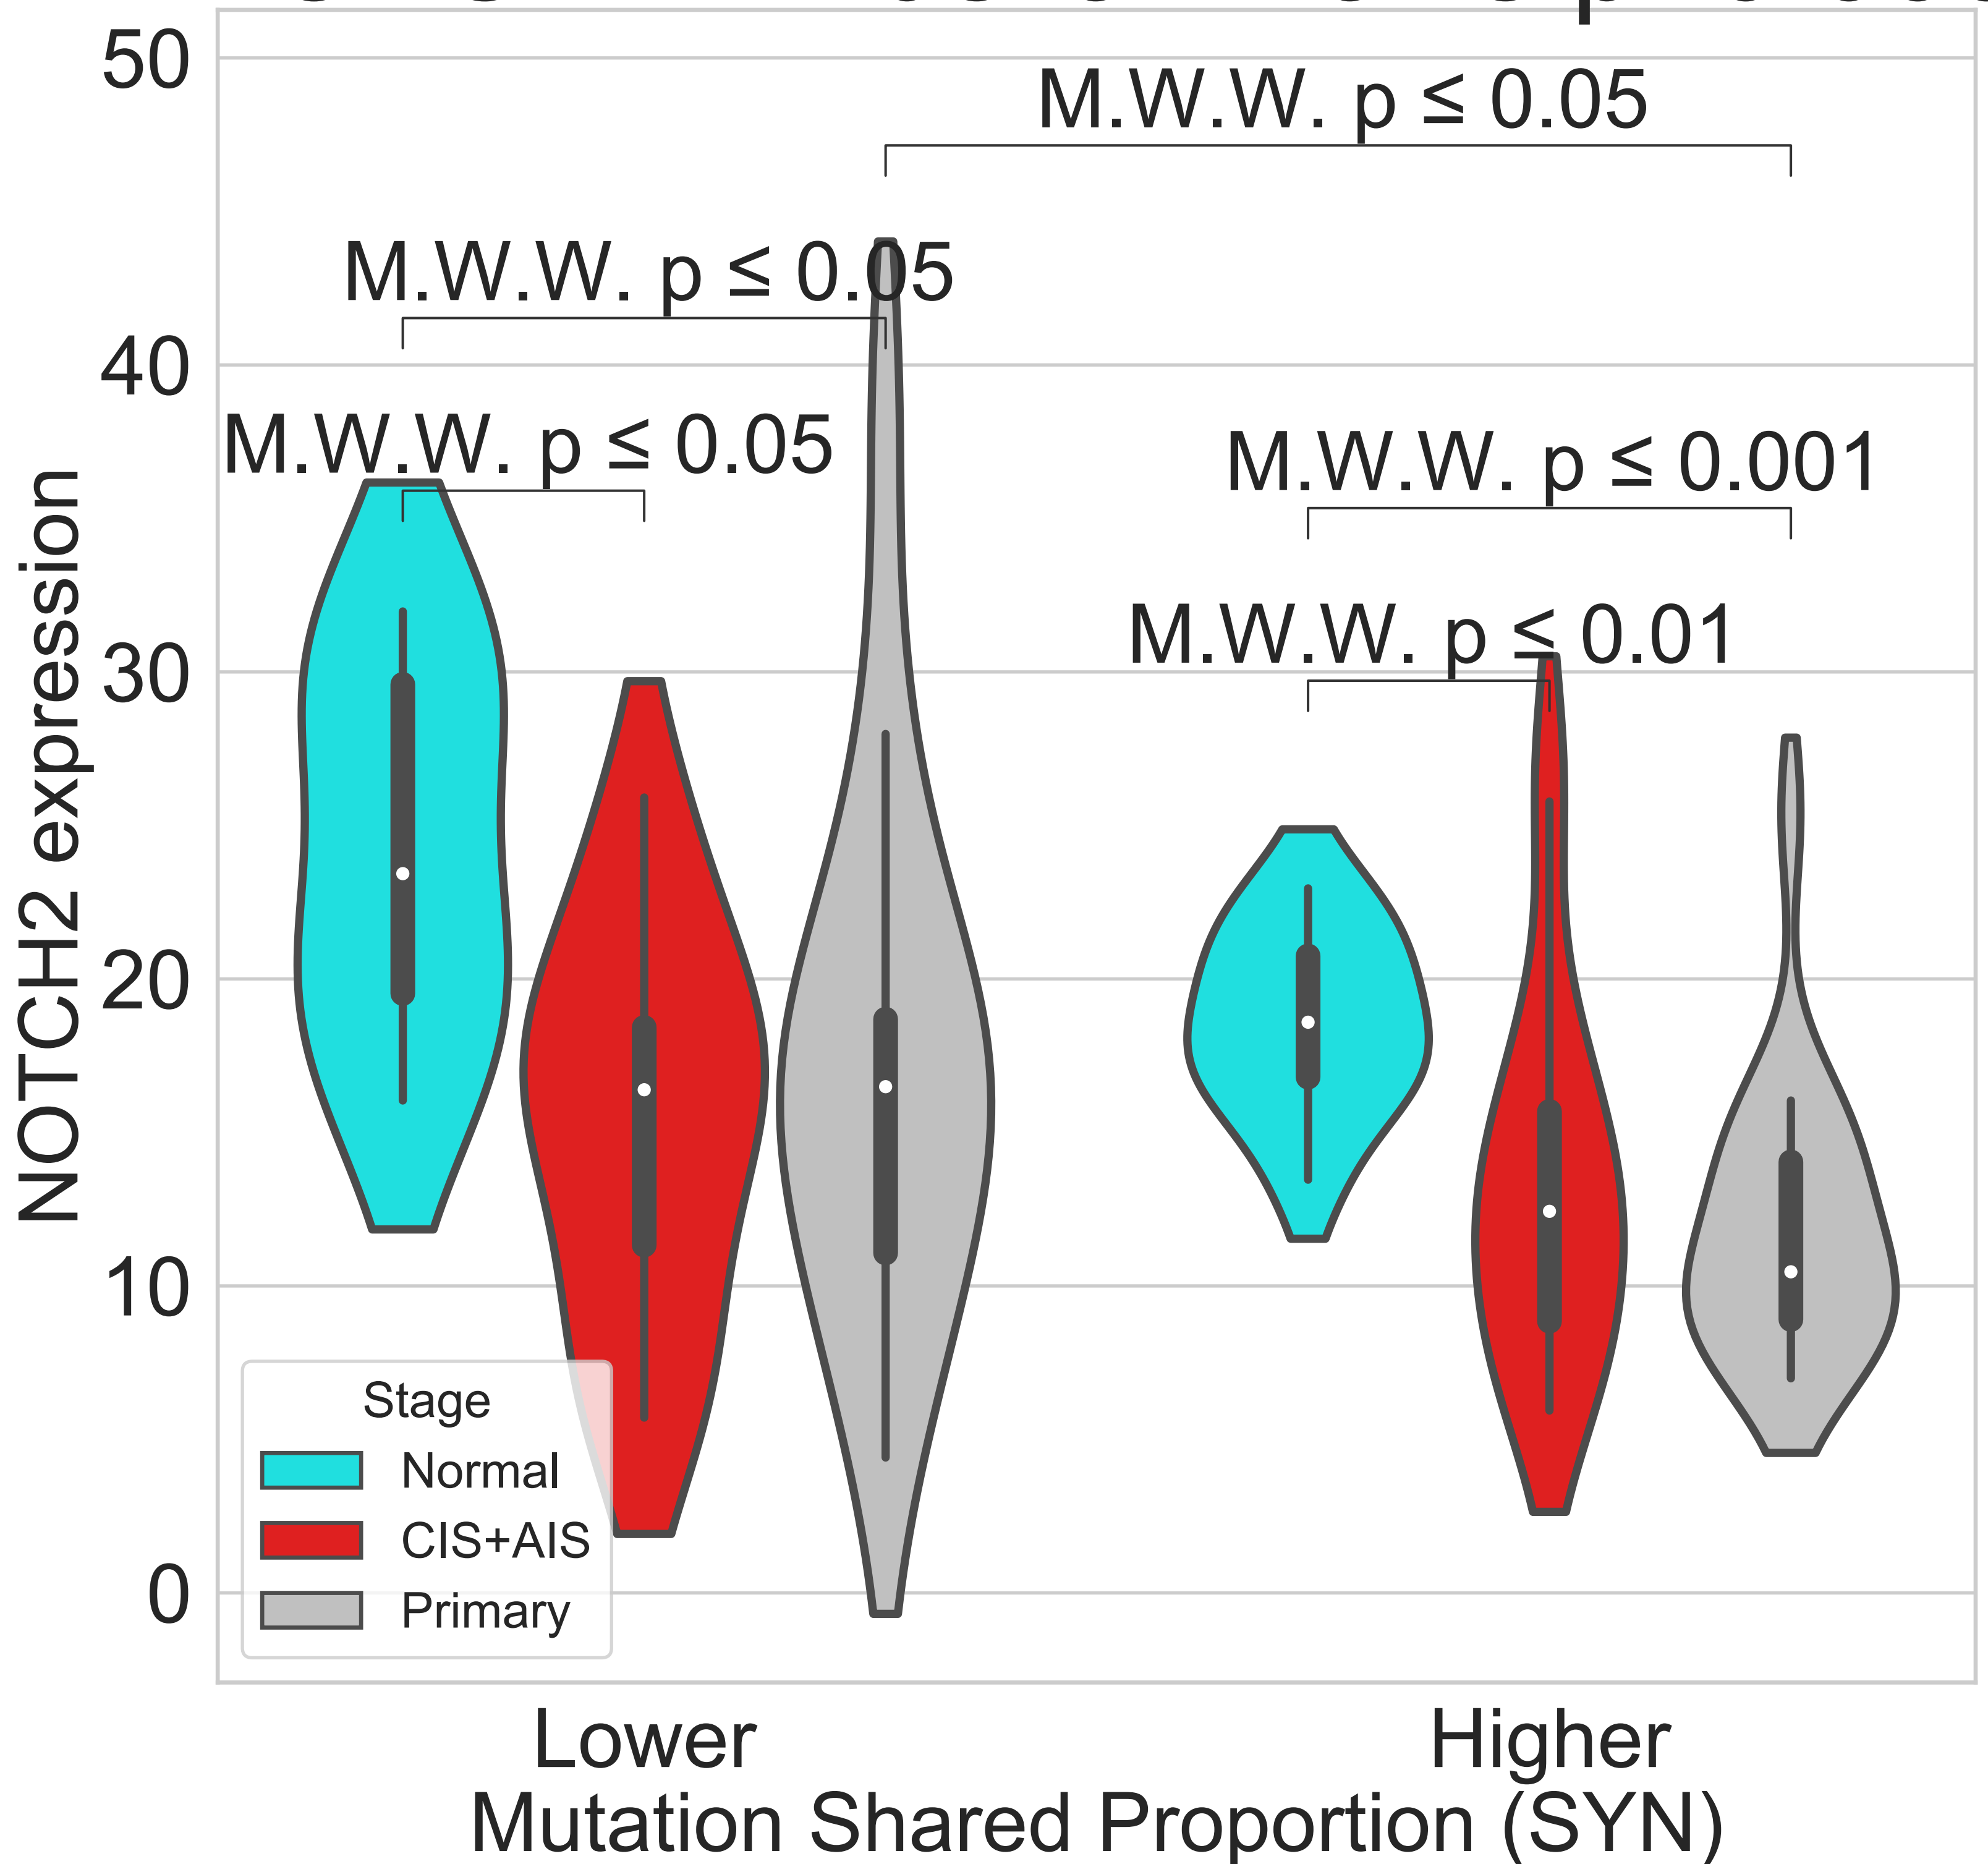 50
M.W.W. p ≤ 0.05
M.W.W. p ≤ 0.05
40
M.W.W. p ≤ 0.05
M.W.W. p ≤ 0.001
M.W.W. p ≤ 0.01
30
NOTCH2 expression
20
10
0
Stage
Normal
CIS+AIS
Primary
Lower
Higher
Mutation Shared Proportion (SYN)